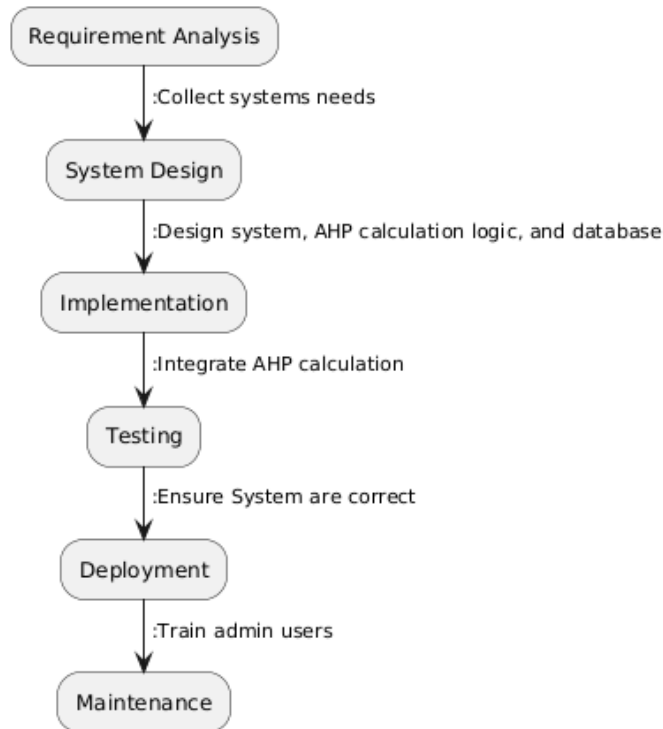 Requirement Analysis
:Collect systems needs
System Design
:Design system, AHP calculation logic, and database
Implementation
:Integrate AHP calculation
Testing
:Ensure System are correct
Deployment
:Train admin users
Maintenance